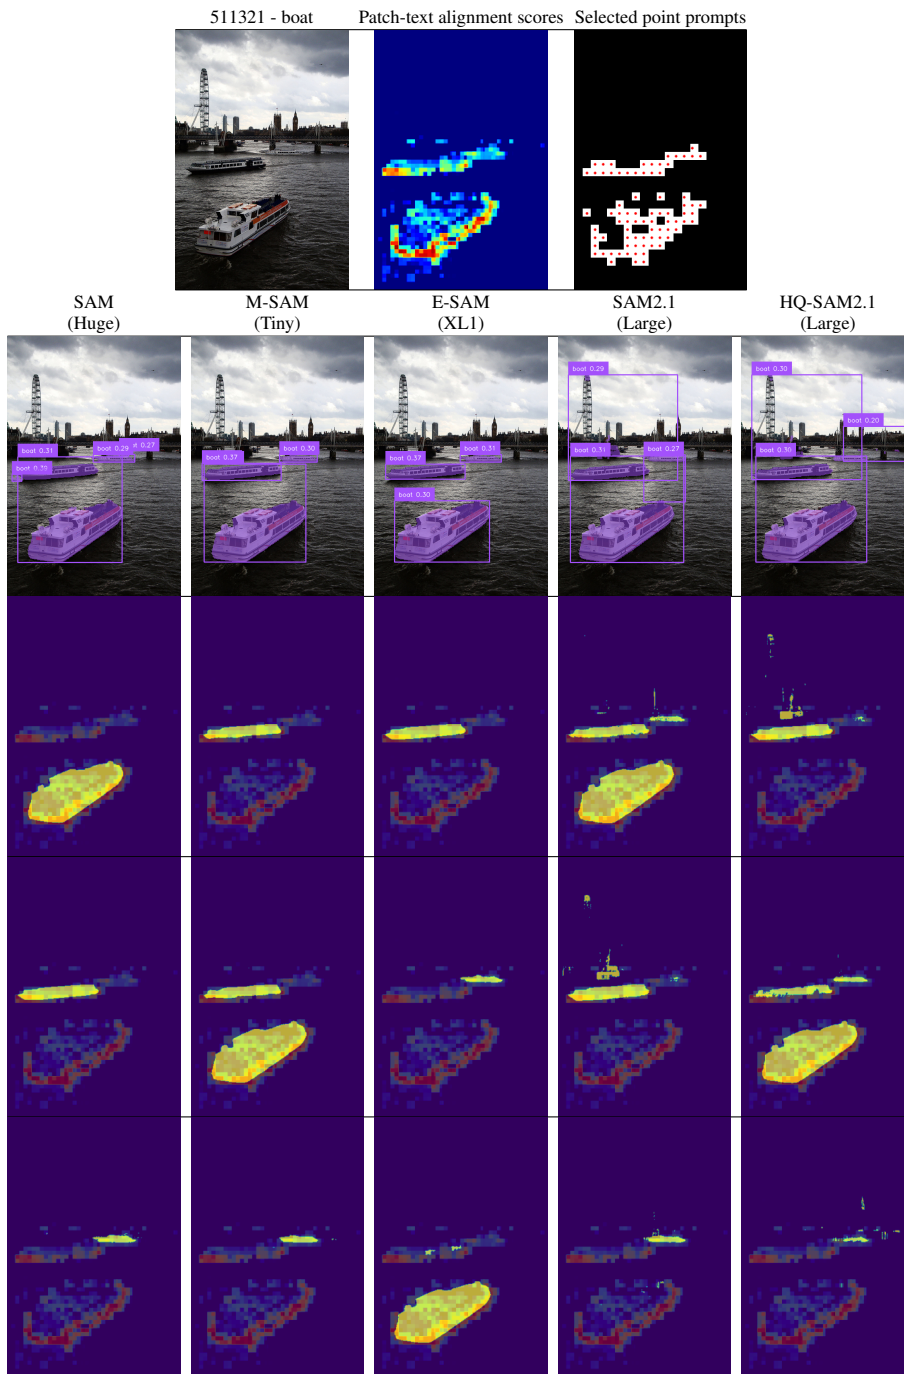 511321 - boat
Patch-text alignment scores
Selected point prompts
SAM
(Huge)
M-SAM
(Tiny)
E-SAM
(XL1)
SAM2.1
(Large)
HQ-SAM2.1
(Large)
boat 0.31
boat 0.29
0.27
boat 0.37
boat 0.30
boat 0.37
boat 0.31
boat 0.30
boat 0.29
boat 0.31
boat 0.27
boat 0.30
boat 0.20
boat 0.30